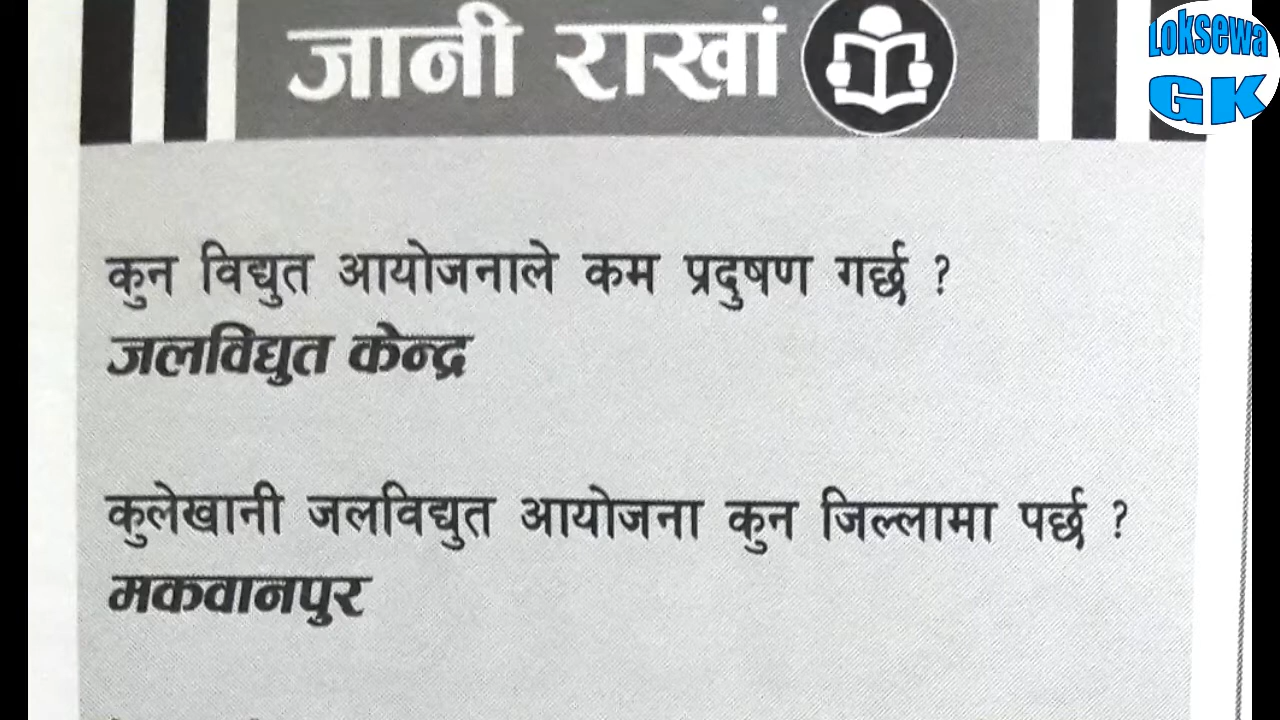 जानी राखौं
Loksewa
GK
कुन विद्युत आयोजनाले कम प्रदुषण गर्छ ?
जलविद्युत केन्द्र
कुलेखानी जलविद्युत आयोजना कुन जिल्लामा पर्छ ?
मकवानपुर